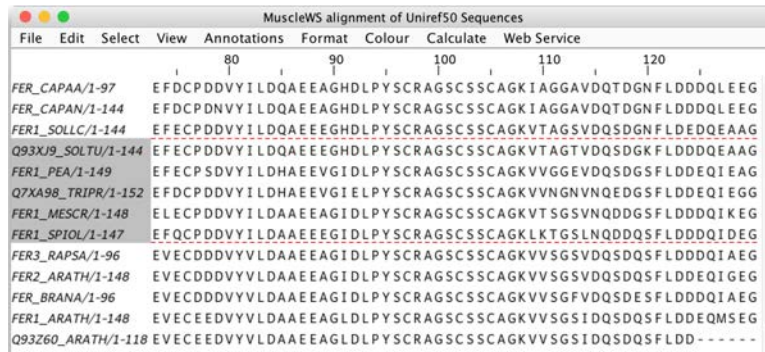 MuscleWS alignment of Uniref50 Sequences
File Edit Select View Annotations Format Colour Calculate Web Service
80 90 100 110 120
FER_CAPAA/1-97 EFDCPDDVYILDQAEEAGHDLPYSCRAGSCSSCAGKIAGGAVDQTDGNFLDDDQLEEG
FER_CAPAN/1-144 EFDCPDNVYILDQAEEAGHDLPYSCRAGSCSSCAGKIAGGAVDQTDGNFLDDDQLEEG
FER1_SOLLC/1-144 EFECPDDVYILDQAEEEGHDLPYSCRAGSCSSCAGKVTAGSVDQSDGNFLDEDQEAAG
Q93XJ9_SOLTU/1-144 EFECPDDVYILDQAEEEGHDLPYSCRAGSCSSCAGKVTAGTVDQSDGKFLDDDQEAAG
FER1_PEA/1-149 EFECPSDVYILDHAEEVGIDLPYSCRAGSCSSCAGKVVGGEVDQSDGSFLDDEQIEAG
Q7XA98_TRIPR/1-152 EFDCPDDVYILDHAEEVGIELPYSCRAGSCSSCAGKVVNGNVNQEDGSFLDDEQIEGG
FER1_MESCR/1-148 ELECPDDVYILDAAEEAGIDLPYSCRAGSCSSCAGKVTSGSVNQDDGSFLDDDQIKEG
FER1_SPIOL/1-147 EFQCPDDVYILDAAEEEGIDLPYSCRAGSCSSCAGKLKTGSLNQDDQSFLDDDQIDEG
FER3_RAPSA/1-96 EVECDDDVYVLDAAEEAGIDLPYSCRAGSCSSCAGKVVSGSVDQSDQSFLDDDQIAEG
FER2_ARATH/1-148 EVECDDDVYVLDAAEEAGIDLPYSCRAGSCSSCAGKVVSGSVDQSDQSFLDDEQIGEG
FER_BRANA/1-96 EVECDDDVYVLDAAEEAGIDLPYSCRAGSCSSCAGKVVSGFVDQSDESFLDDDQIAEG
FER1_ARATH/1-148 EVECEEDVYVLDAAEEAGLDLPYSCRAGSCSSCAGKVVSGSIDQSDQSFLDDEQMSEG
Q93Z60_ARATH/1-118 EVECEEDVYVLDAAEEAGLDLPYSCRAGSCSSCAGKVVSGSIDQSDQSFLDD------